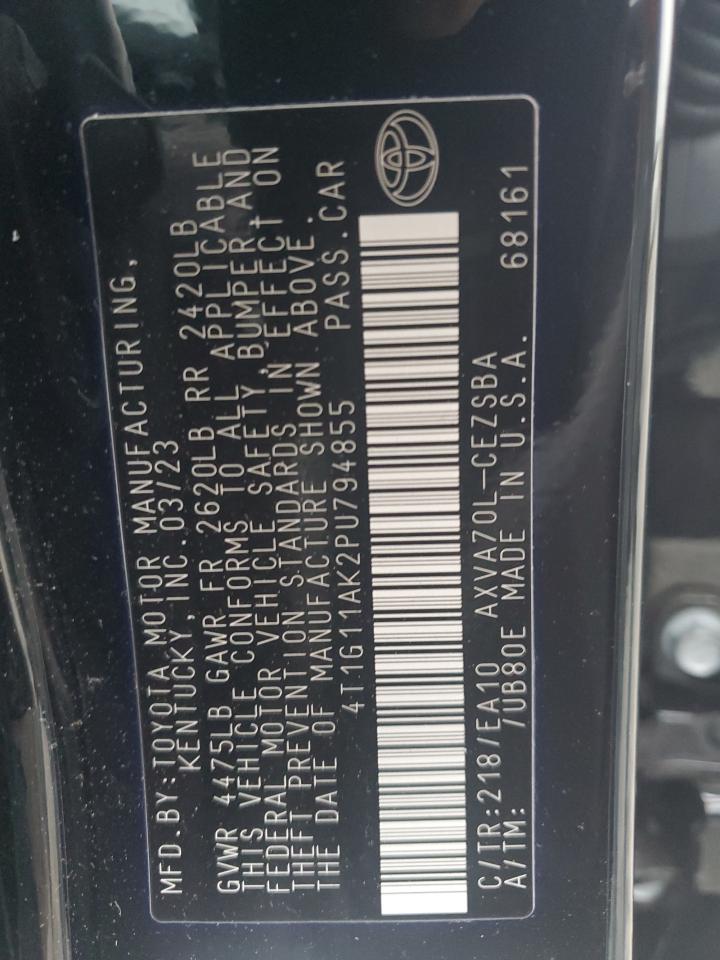 MFD.BY:TOYOTA MOTOR MANUFACTURING,
KENTUCKY, INC.03/23
GVWR 4475LB GAWR FR 2620LB RR 2420LB
THIS VEHICLE CONFORMS TO ALL APPLICABLE
FEDERAL MOTOR VEHICLE SAFETY, BUMPER AND
THEFT PREVENTION STANDARDS IN EFFECT ON
THE DATE OF MANUFACTURE SHOWN ABOVE.
4T1G11AK2PU794855 PASS.CAR
C/TR:218/EA10 AXVA70L-CEZSBA
A/TM: /UB80E MADE IN U.S.A. 68161